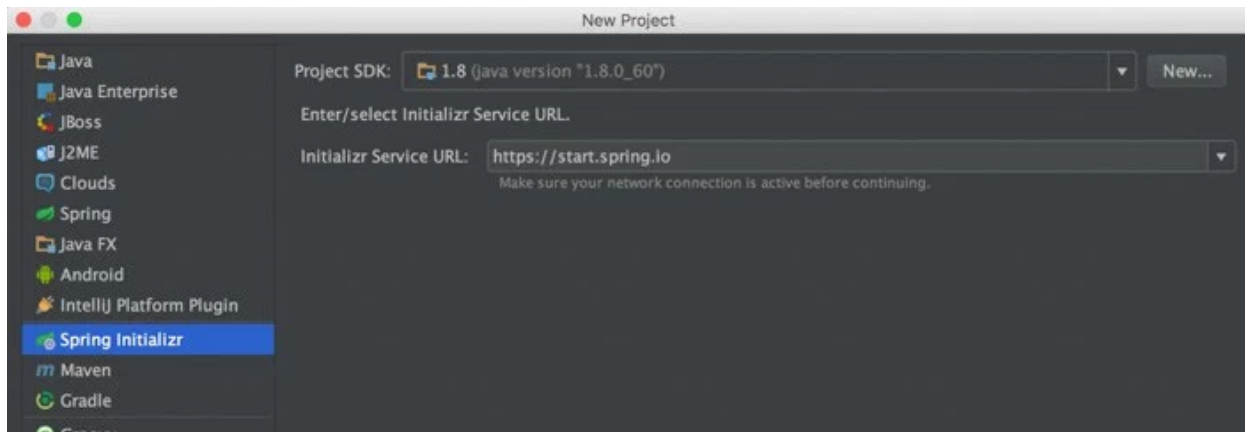 New Project
Java
Java Enterprise
JBoss
J2ME
Clouds
Spring
Java FX
Android
IntelliJ Platform Plugin
Spring Initializr
Maven
Gradle
Project SDK: 1.8 (java version "1.8.0_60") New...
Enter/select Initializr Service URL.
Initializr Service URL: https://start.spring.io
Make sure your network connection is active before continuing.